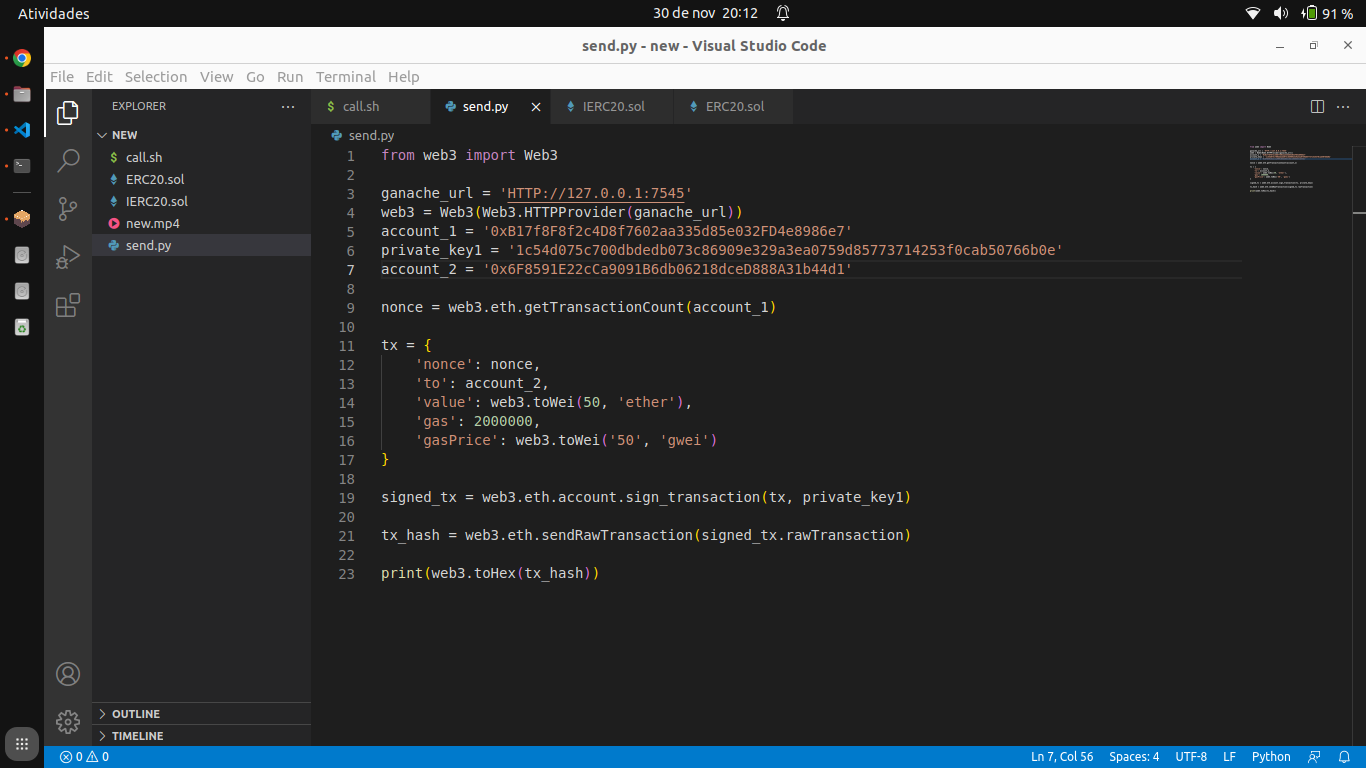 Atividades
30 de nov 20:12
91 %
send.py - new - Visual Studio Code
File Edit Selection View Go Run Terminal Help
EXPLORER
NEW
$ call.sh
ERC20.sol
IERC20.sol
new.mp4
send.py
OUTLINE
TIMELINE
$ call.sh
send.py
IERC20.sol
ERC20.sol
send.py
1 from web3 import Web3
2
3 ganache_url = 'HTTP://127.0.0.1:7545'
4 web3 = Web3(Web3.HTTPProvider(ganache_url))
5 account_1 = '0xB17f8F8f2c4D8f7602aa335d85e032FD4e8986e7'
6 private_key1 = '1c54d075c700dbdedb073c86909e329a3ea0759d85773714253f0cab50766b0e'
7 account_2 = '0x6F8591E22cCa9091B6db06218dceD888A31b44d1'
8
9 nonce = web3.eth.getTransactionCount(account_1)
10
11 tx = {
12 'nonce': nonce,
13 'to': account_2,
14 'value': web3.toWei(50, 'ether'),
15 'gas': 2000000,
16 'gasPrice': web3.toWei('50', 'gwei')
17 }
18
19 signed_tx = web3.eth.account.sign_transaction(tx, private_key1)
20
21 tx_hash = web3.eth.sendRawTransaction(signed_tx.rawTransaction)
22
23 print(web3.toHex(tx_hash))
0 0
Ln 7, Col 56 Spaces: 4 UTF-8 LF Python